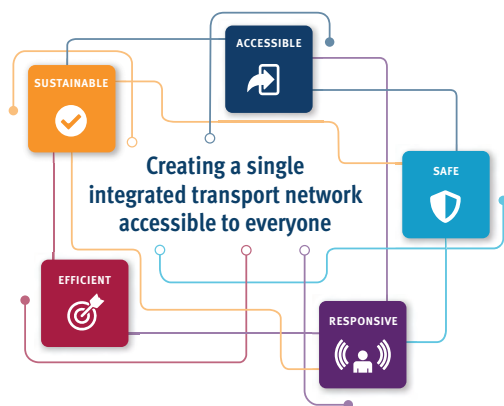 ACCESSIBLE
SUSTAINABLE
Creating a single
integrated transport network
accessible to everyone
SAFE
EFFICIENT
RESPONSIVE